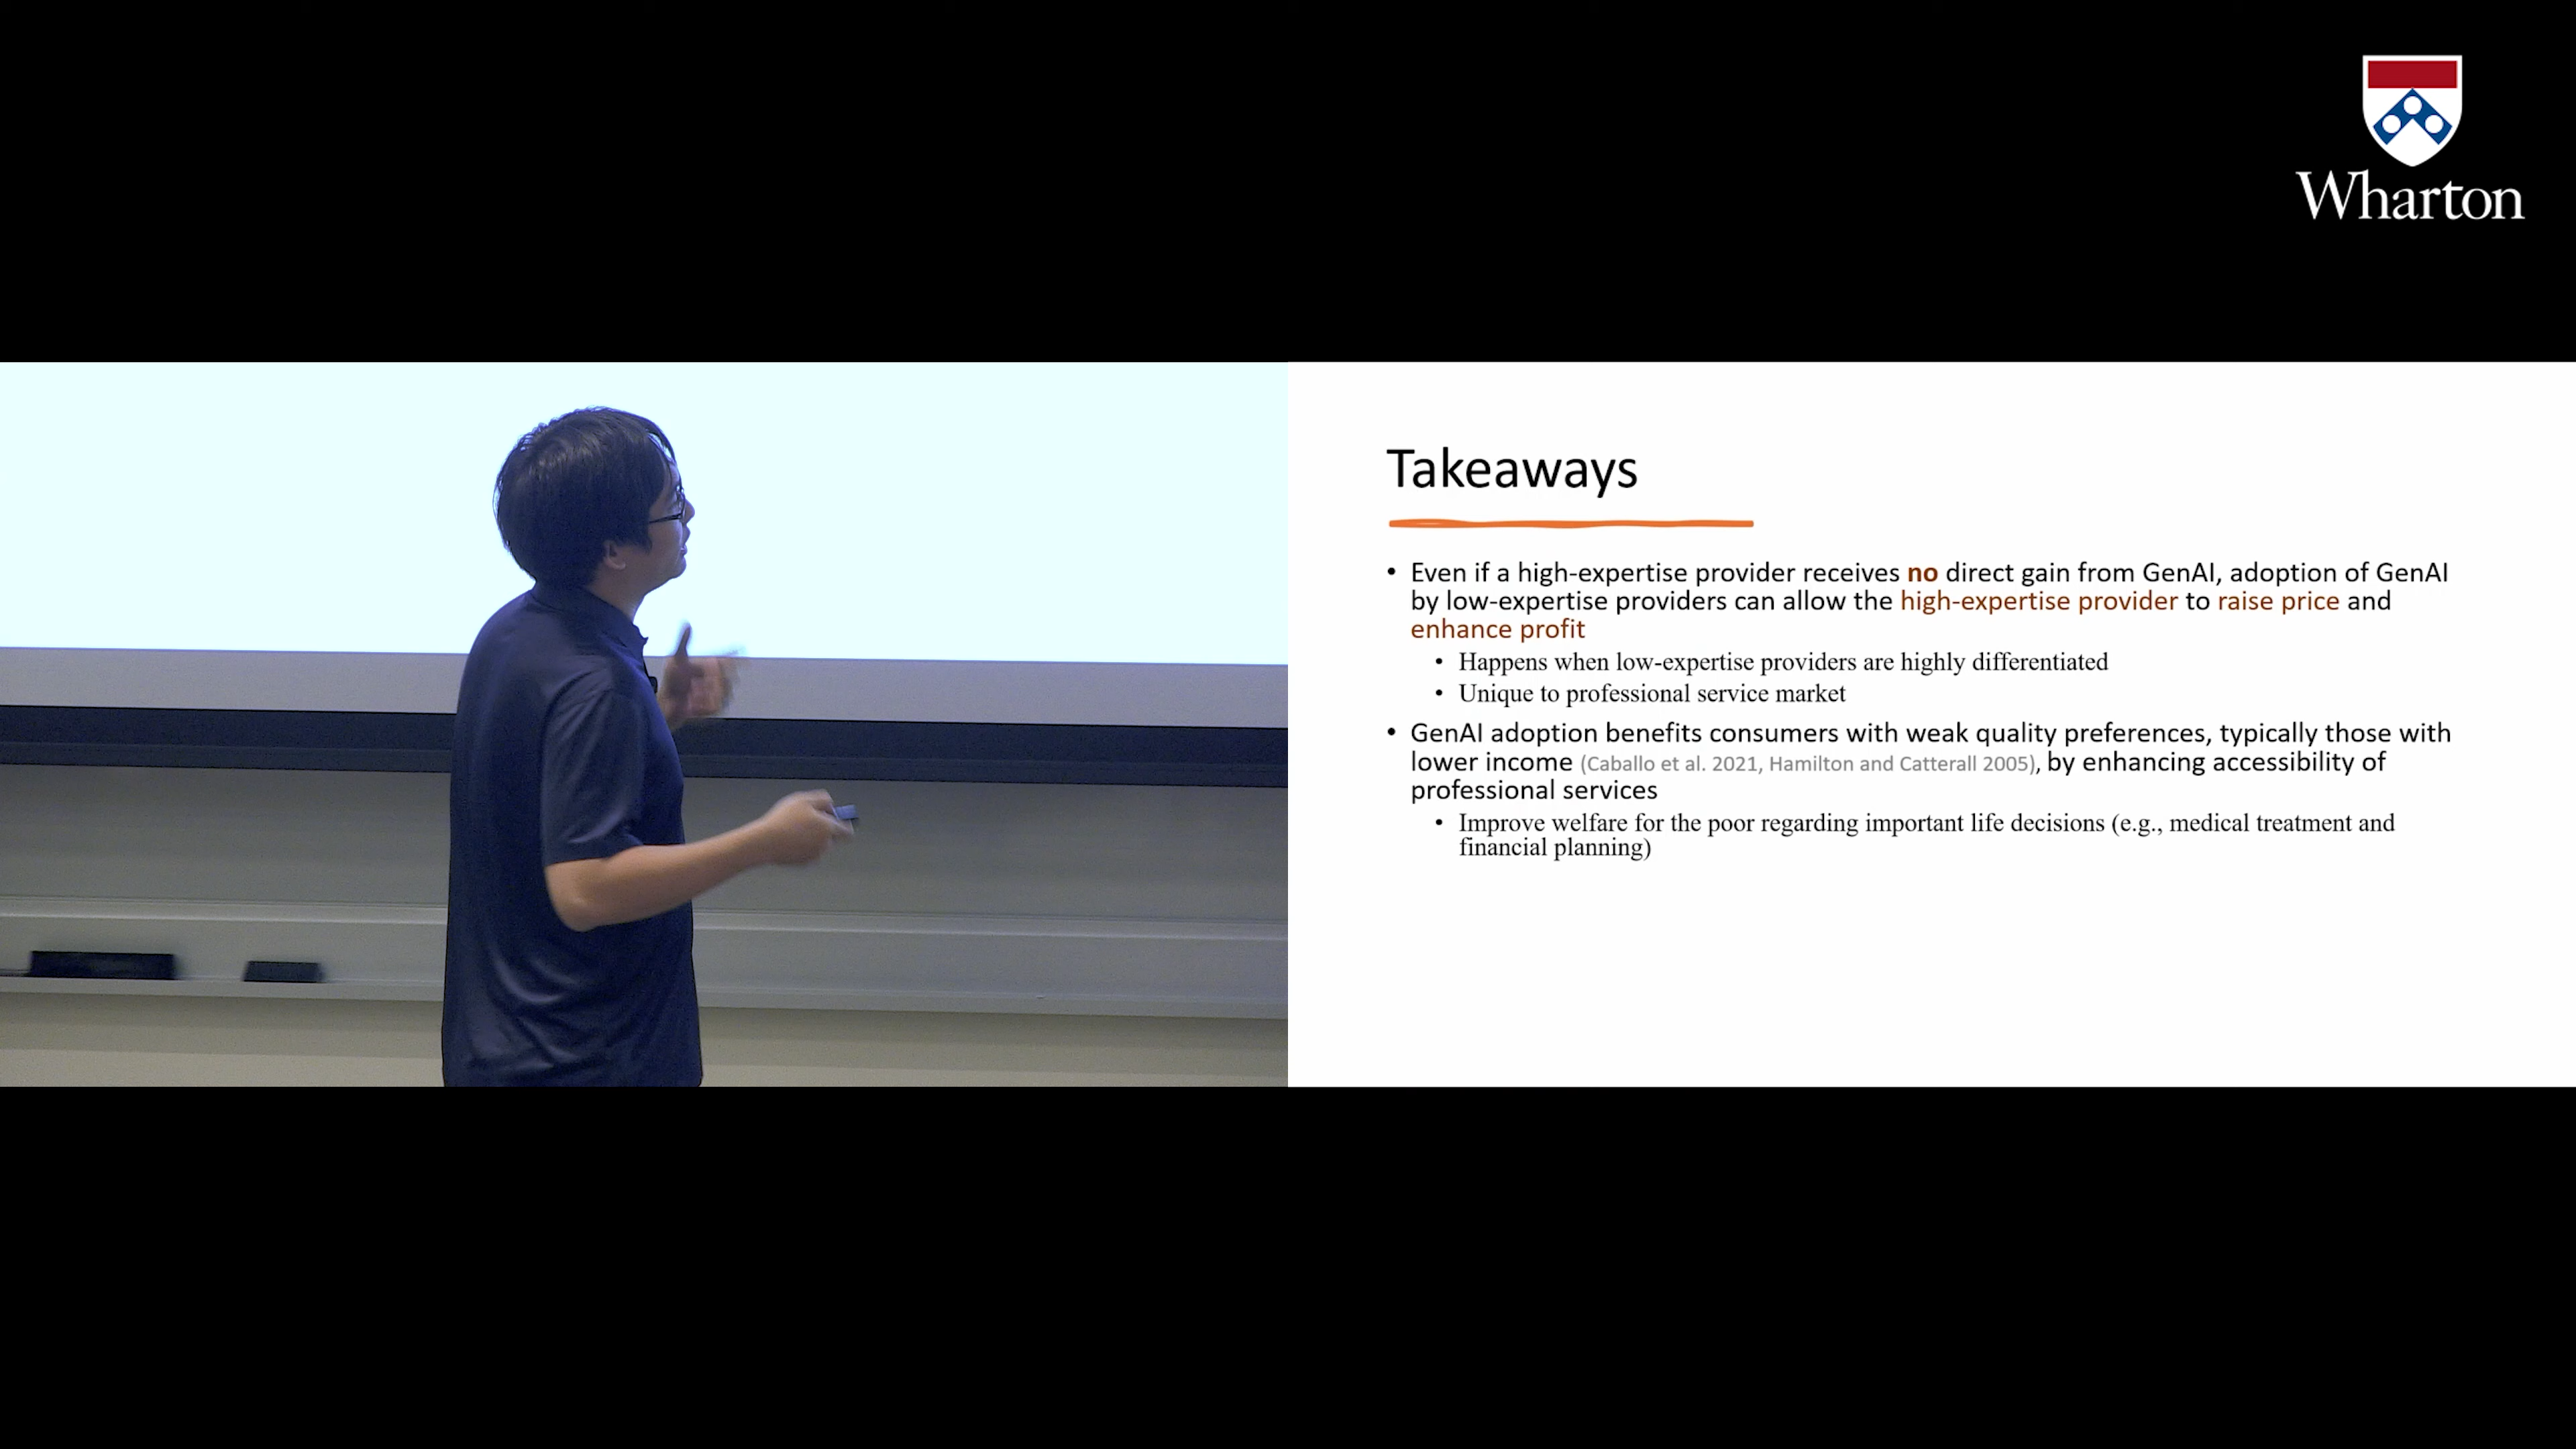 Wharton
Takeaways
• Even if a high-expertise provider receives no direct gain from GenAI, adoption of GenAI
by low-expertise providers can allow the high-expertise provider to raise price and
enhance profit
• Happens when low-expertise providers are highly differentiated
• Unique to professional service market
• GenAI adoption benefits consumers with weak quality preferences, typically those with
lower income (Caballo et al. 2021, Hamilton and Catterall 2005), by enhancing accessibility of
professional services
• Improve welfare for the poor regarding important life decisions (e.g., medical treatment and
financial planning)